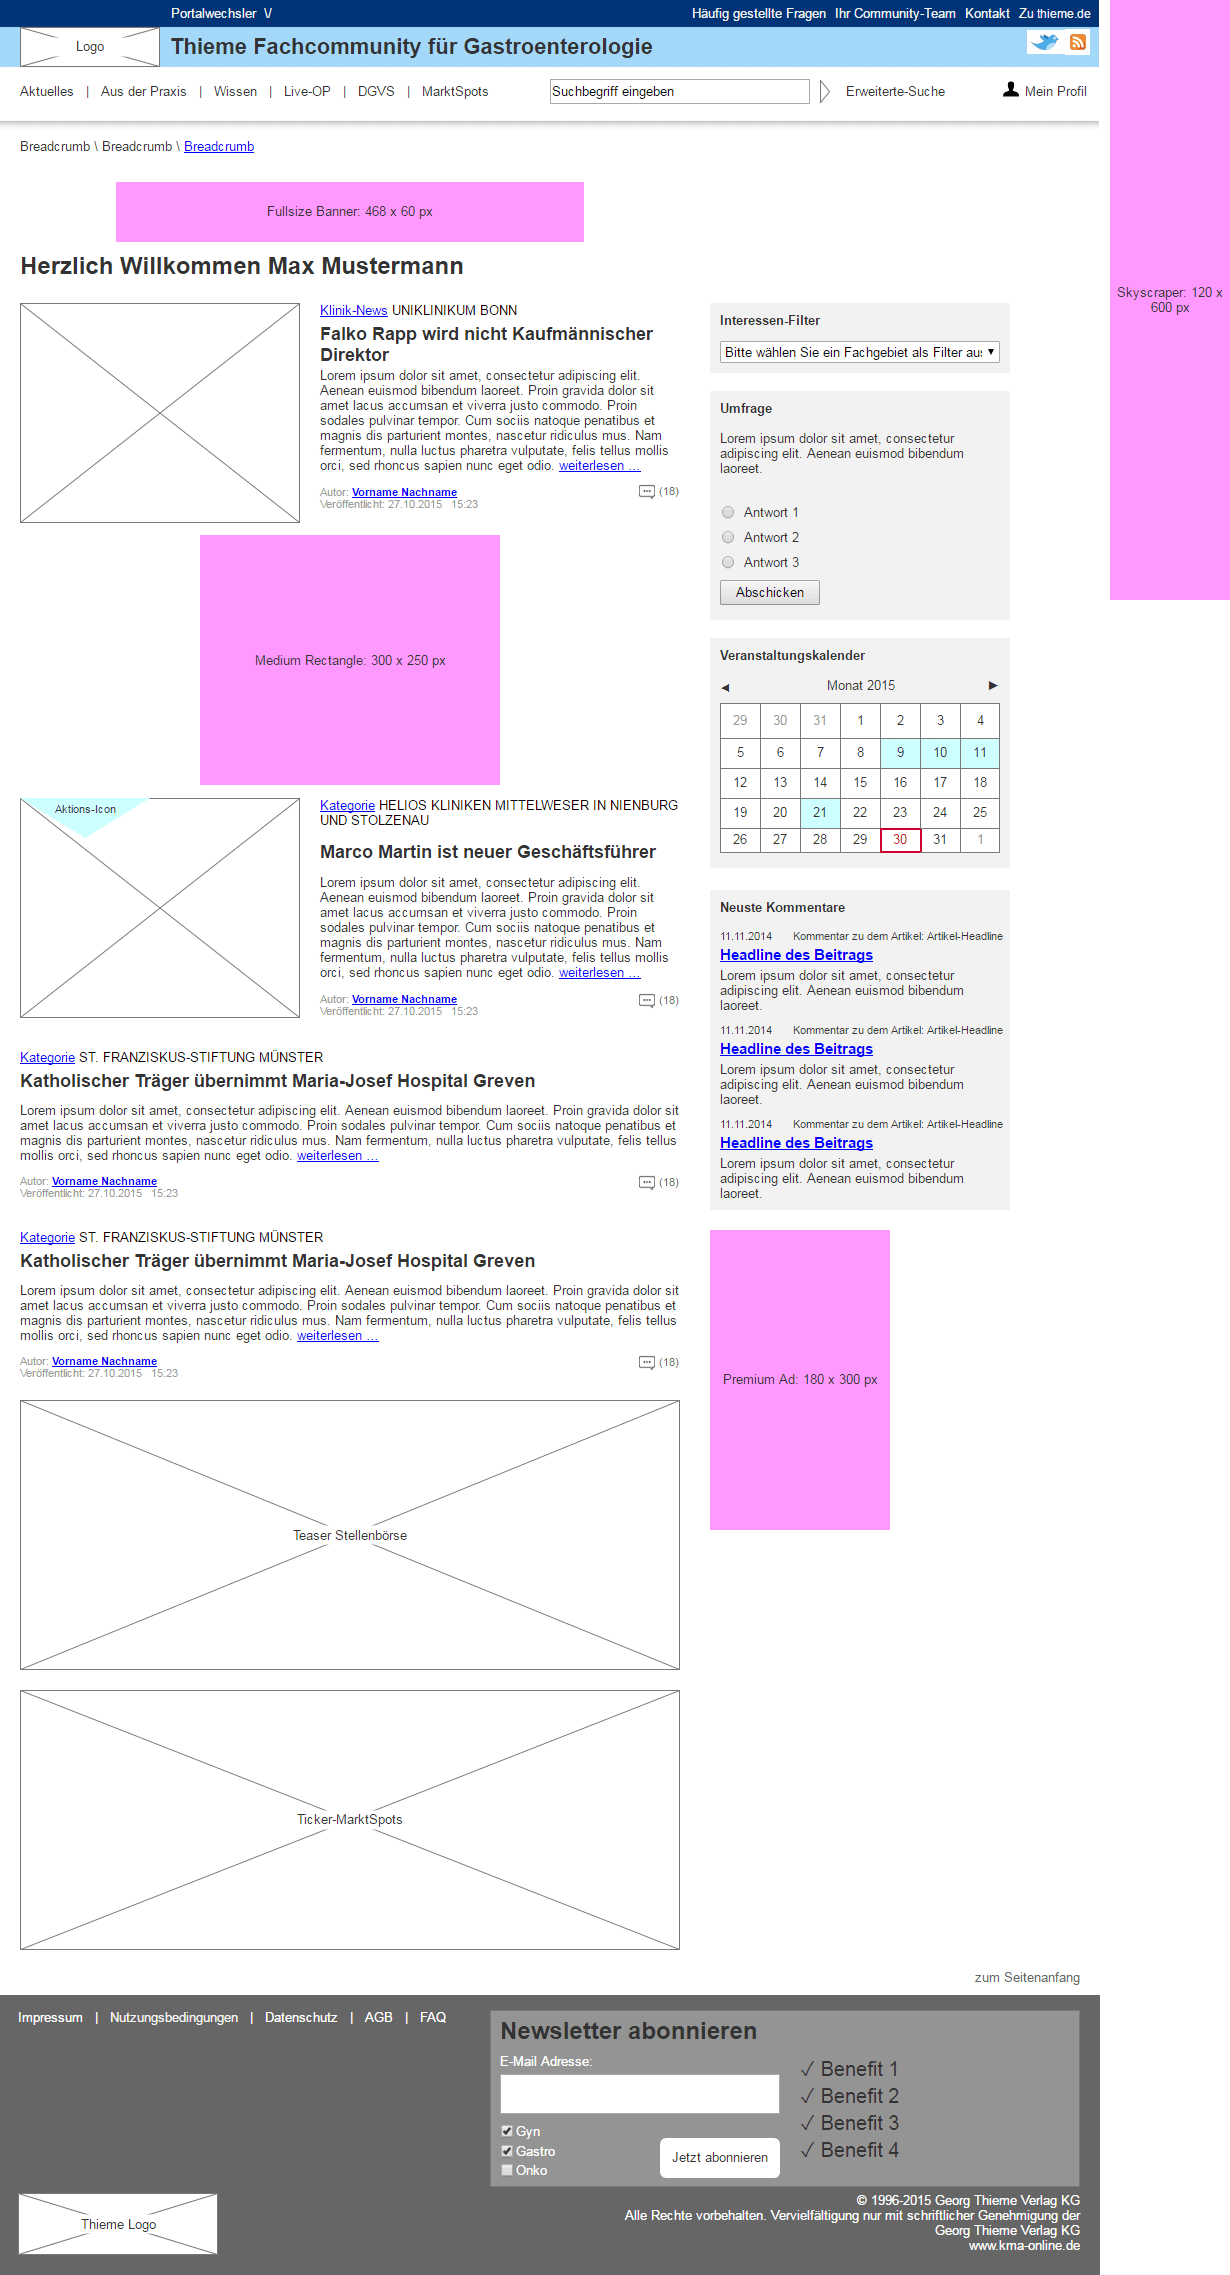 Portalwechsler V
Häufig gestellte Fragen Ihr Community-Team Kontakt Zu thieme.de
Logo
Thieme Fachcommunity für Gastroenterologie
Aktuelles | Aus der Praxis | Wissen | Live-OP | DGVS | MarktSpots
Suchbegriff eingeben
Erweiterte-Suche
Mein Profil
Breadcrumb \ Breadcrumb \ Breadcrumb
Fullsize Banner: 468 x 60 px
Skyscraper: 120 x
600 px
Herzlich Willkommen Max Mustermann
Klinik-News UNIKLINIKUM BONN
Falko Rapp wird nicht Kaufmännischer
Direktor
Lorem ipsum dolor sit amet, consectetur adipiscing elit.
Aenean euismod bibendum laoreet. Proin gravida dolor sit
amet lacus accumsan et viverra justo commodo. Proin
sodales pulvinar tempor. Cum sociis natoque penatibus et
magnis dis parturient montes, nascetur ridiculus mus. Nam
fermentum, nulla luctus pharetra vulputate, felis tellus mollis
orci, sed rhoncus sapien nunc eget odio. weiterlesen ...
Autor: Vorname Nachname
(18)
Veröffentlicht: 27.10.2015 15:23
Medium Rectangle: 300 x 250 px
Aktions-Icon
Kategorie HELIOS KLINIKEN MITTELWESER IN NIENBURG
UND STOLZENAU
Marco Martin ist neuer Geschäftsführer
Lorem ipsum dolor sit amet, consectetur adipiscing elit.
Aenean euismod bibendum laoreet. Proin gravida dolor sit
amet lacus accumsan et viverra justo commodo. Proin
sodales pulvinar tempor. Cum sociis natoque penatibus et
magnis dis parturient montes, nascetur ridiculus mus. Nam
fermentum, nulla luctus pharetra vulputate, felis tellus mollis
orci, sed rhoncus sapien nunc eget odio. weiterlesen ...
Autor: Vorname Nachname
(18)
Veröffentlicht: 27.10.2015 15:23
Kategorie ST. FRANZISKUS-STIFTUNG MÜNSTER
Katholischer Träger übernimmt Maria-Josef Hospital Greven
Lorem ipsum dolor sit amet, consectetur adipiscing elit. Aenean euismod bibendum laoreet. Proin gravida dolor sit
amet lacus accumsan et viverra justo commodo. Proin sodales pulvinar tempor. Cum sociis natoque penatibus et
magnis dis parturient montes, nascetur ridiculus mus. Nam fermentum, nulla luctus pharetra vulputate, felis tellus
mollis orci, sed rhoncus sapien nunc eget odio. weiterlesen ...
Autor: Vorname Nachname
(18)
Veröffentlicht: 27.10.2015 15:23
Kategorie ST. FRANZISKUS-STIFTUNG MÜNSTER
Katholischer Träger übernimmt Maria-Josef Hospital Greven
Lorem ipsum dolor sit amet, consectetur adipiscing elit. Aenean euismod bibendum laoreet. Proin gravida dolor sit
amet lacus accumsan et viverra justo commodo. Proin sodales pulvinar tempor. Cum sociis natoque penatibus et
magnis dis parturient montes, nascetur ridiculus mus. Nam fermentum, nulla luctus pharetra vulputate, felis tellus
mollis orci, sed rhoncus sapien nunc eget odio. weiterlesen ...
Autor: Vorname Nachname
(18)
Veröffentlicht: 27.10.2015 15:23
Teaser Stellenbörse
Ticker-MarktSpots
Interessen-Filter
Bitte wählen Sie ein Fachgebiet als Filter aus
Umfrage
Lorem ipsum dolor sit amet, consectetur
adipiscing elit. Aenean euismod bibendum
laoreet.
Antwort 1
Antwort 2
Antwort 3
Abschicken
Veranstaltungskalender
Monat 2015
29 30 31 1 2 3 4
5 6 7 8 9 10 11
12 13 14 15 16 17 18
19 20 21 22 23 24 25
26 27 28 29 30 31 1
Neuste Kommentare
11.11.2014 Kommentar zu dem Artikel: Artikel-Headline
Headline des Beitrags
Lorem ipsum dolor sit amet, consectetur
adipiscing elit. Aenean euismod bibendum
laoreet.
11.11.2014 Kommentar zu dem Artikel: Artikel-Headline
Headline des Beitrags
Lorem ipsum dolor sit amet, consectetur
adipiscing elit. Aenean euismod bibendum
laoreet.
11.11.2014 Kommentar zu dem Artikel: Artikel-Headline
Headline des Beitrags
Lorem ipsum dolor sit amet, consectetur
adipiscing elit. Aenean euismod bibendum
laoreet.
Premium Ad: 180 x 300 px
zum Seitenanfang
Impressum | Nutzungsbedingungen | Datenschutz | AGB | FAQ
Newsletter abonnieren
E-Mail Adresse:
Gyn
Gastro
Onko
Jetzt abonnieren
✓ Benefit 1
✓ Benefit 2
✓ Benefit 3
✓ Benefit 4
Thieme Logo
© 1996-2015 Georg Thieme Verlag KG
Alle Rechte vorbehalten. Vervielfältigung nur mit schriftlicher Genehmigung der
Georg Thieme Verlag KG
www.kma-online.de